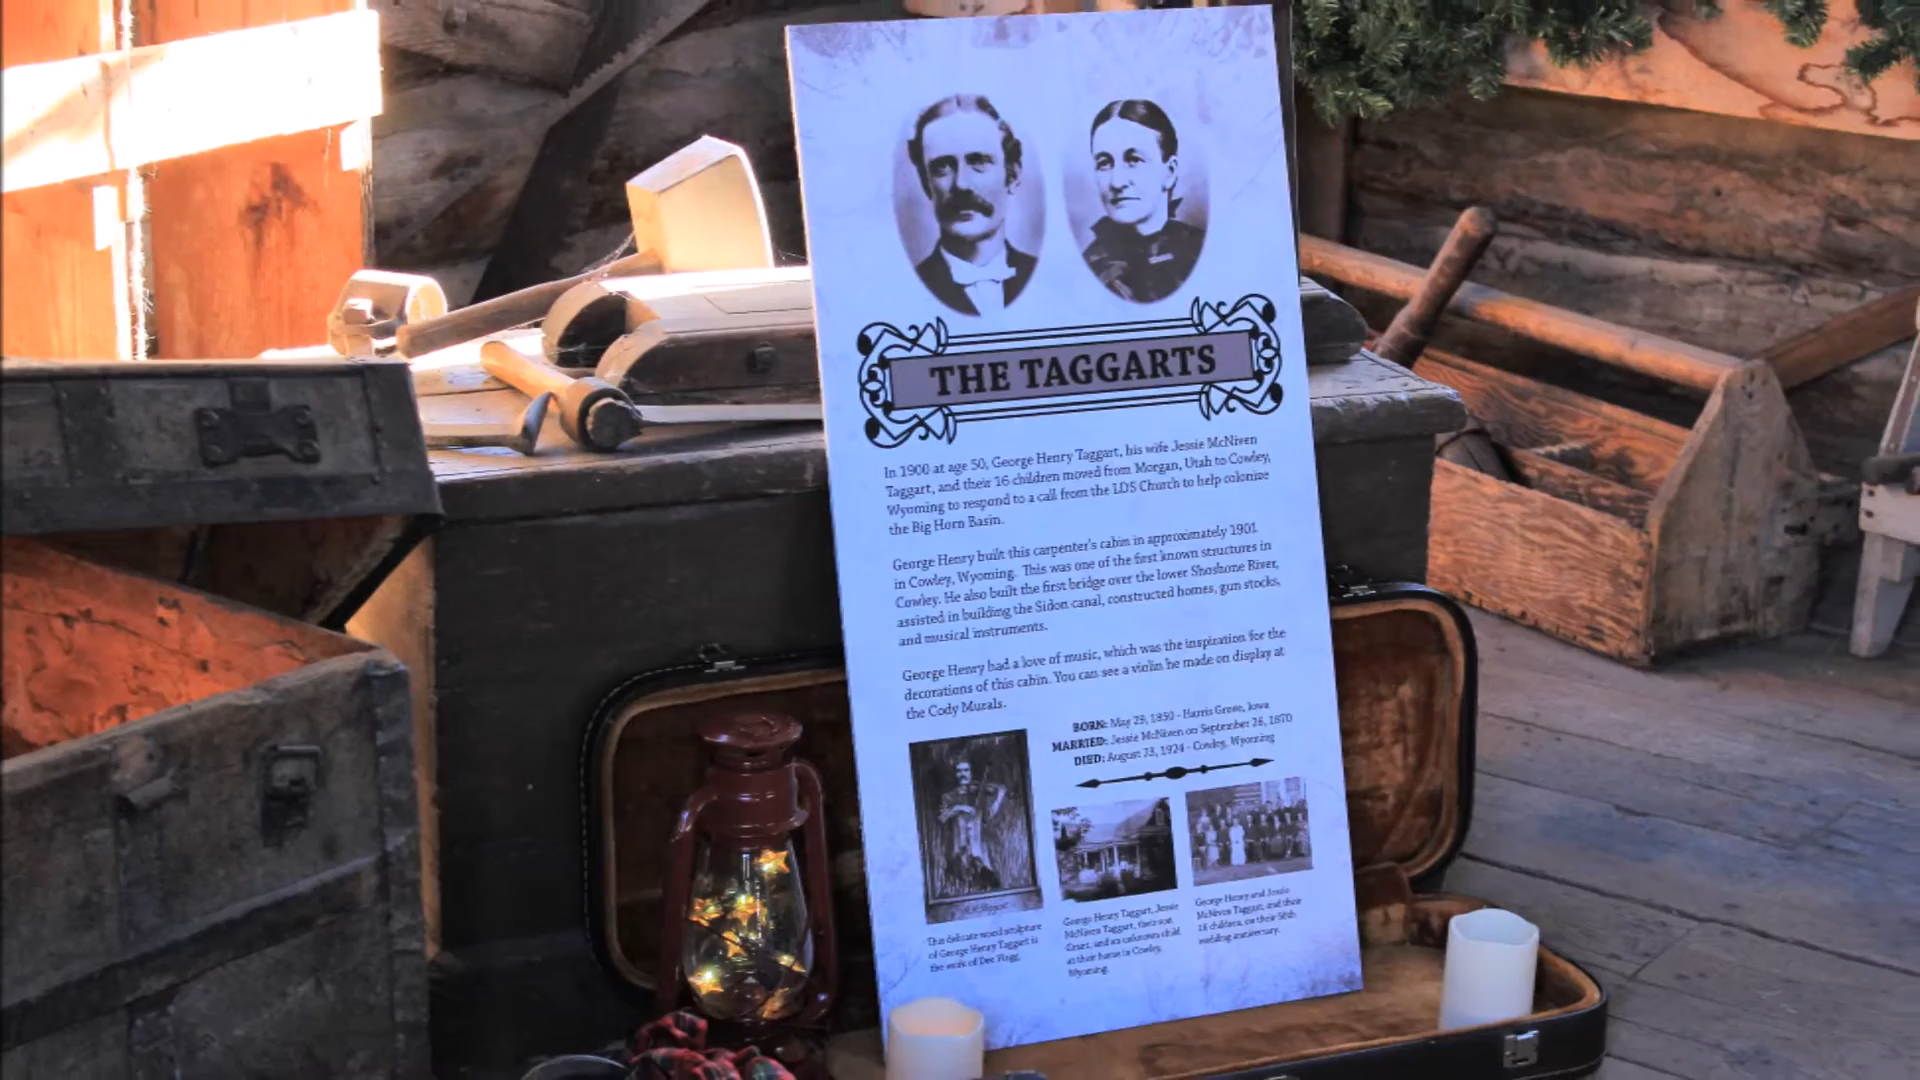 THE TAGGARTS
In 1900 at age 50, George Henry Taggart, his wife Jessie McNiven
Taggart, and their 16 children moved from Morgan, Utah to Cowley,
Wyoming to respond to a call from the LDS Church to help colonize
the Big Horn Basin.
George Henry built this carpenter's cabin in approximately 1901
in Cowley, Wyoming. This was one of the first known structures in
Cowley. He also built the first bridge over the lower Shoshone River,
assisted in building the Sidon canal, constructed homes, gun stocks,
and musical instruments.
George Henry had a love of music, which was the inspiration for the
decorations of this cabin. You can see a violin he made on display at
the Cody Murals.
BORN: May 29, 1850 - Harris Grove, Iowa
MARRIED: Jessie McNiven on September 26, 1870
DIED: August 23, 1924 - Cowley, Wyoming
This delicate wood sculpture
of George Henry Taggart is
the work of Dee Flagg.
George Henry Taggart, Jessie
McNiven Taggart, their son
Grant, and an unknown child
at their home in Cowley,
Wyoming.
George Henry and Jessie
McNiven Taggart, and their
16 children, on their 50th
wedding anniversary.